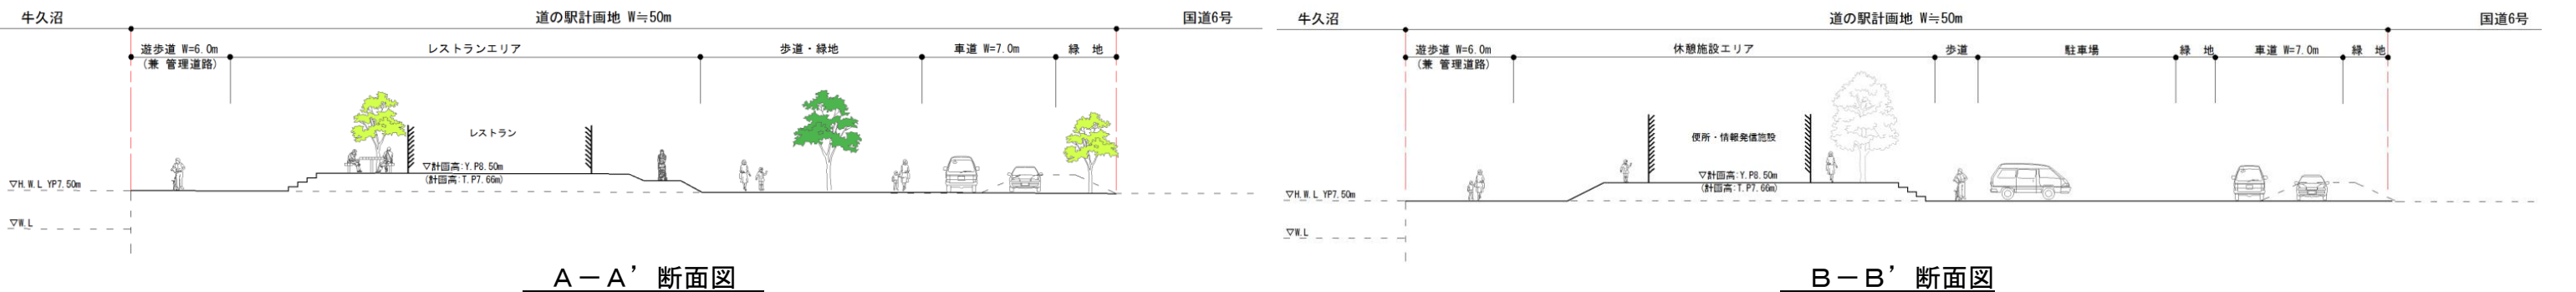 牛久沼
道の駅計画地 W≒50m
国道6号
遊歩道 W=6.0m
(兼 管理道路)
レストランエリア
歩道・緑地
車道 W=7.0m
緑 地
レストラン
▽計画高:Y.P8.50m
(計画高:T.P7.66m)
▽H.W.L YP7.50m
▽W.L
A-A’断面図
牛久沼
道の駅計画地 W≒50m
国道6号
遊歩道 W=6.0m
(兼 管理道路)
休憩施設エリア
歩道
駐車場
緑 地
車道 W=7.0m
緑 地
便所・情報発信施設
▽計画高:Y.P8.50m
(計画高:T.P7.66m)
▽H.W.L YP7.50m
▽W.L
B-B’断面図